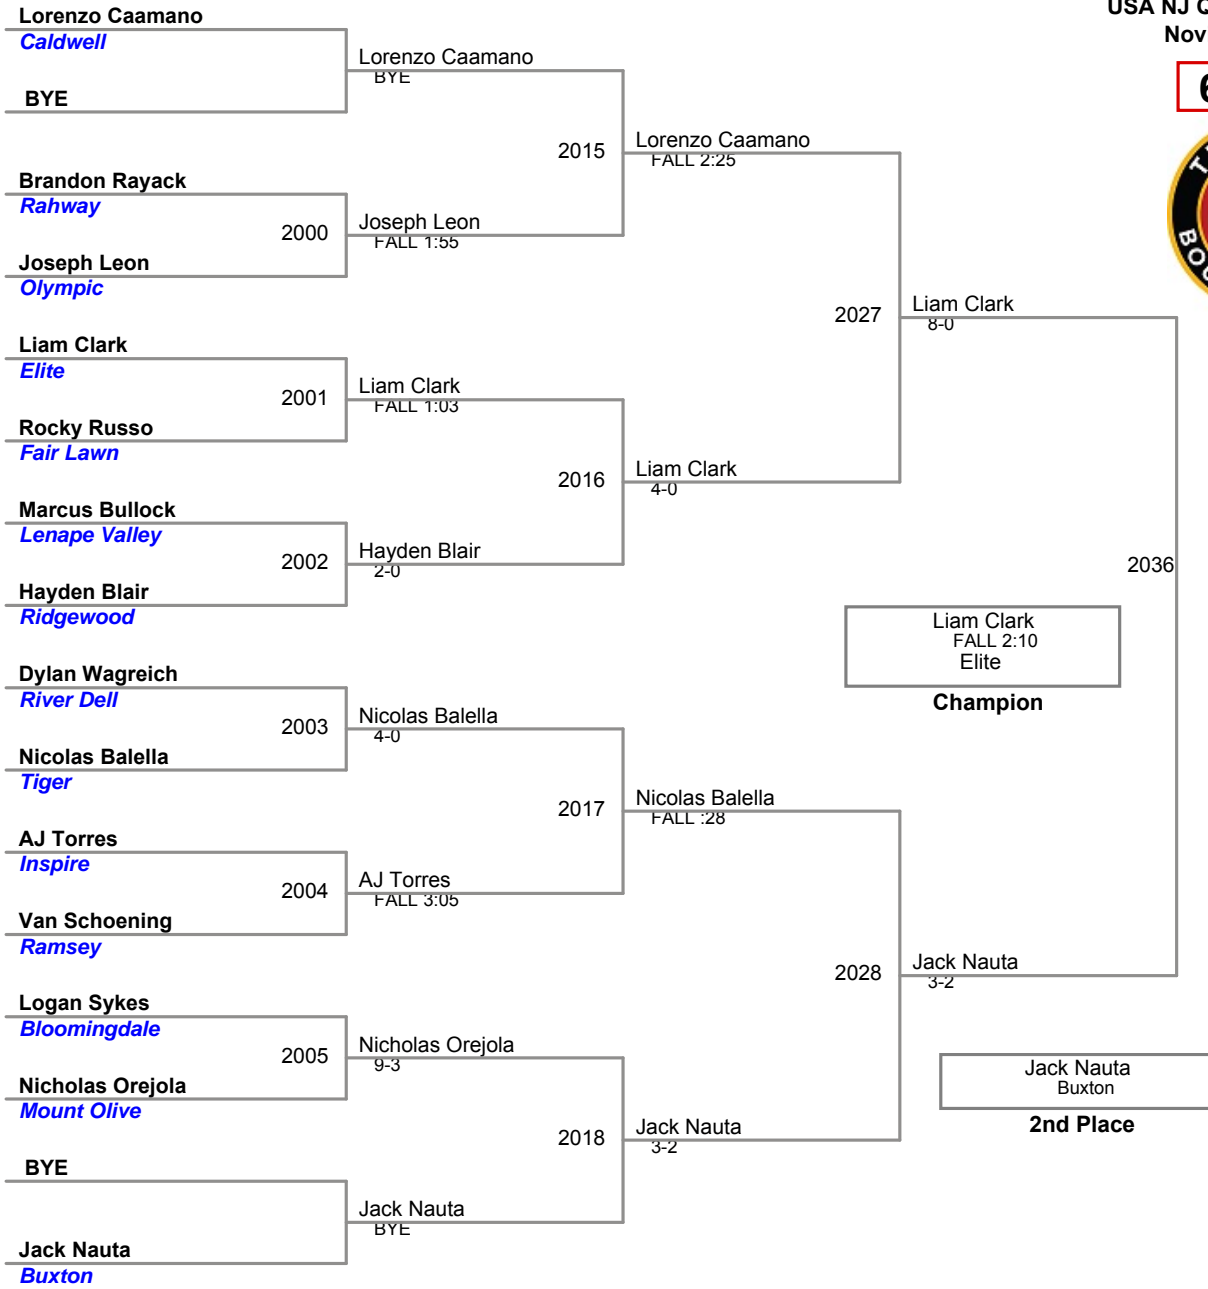 USA NJ Q
Nov
6
Lorenzo Caamano
Caldwell
BYE
Brandon Rayack
Rahway
2000
Joseph Leon
Olympic
Liam Clark
Elite
2001
Rocky Russo
Fair Lawn
Marcus Bullock
Lenape Valley
2002
Hayden Blair
Ridgewood
Dylan Wagreich
River Dell
2003
Nicolas Balella
Tiger
AJ Torres
Inspire
2004
Van Schoening
Ramsey
Logan Sykes
Bloomingdale
2005
Nicholas Orejola
Mount Olive
BYE
Jack Nauta
Buxton
Lorenzo Caamano
BYE
2015
Joseph Leon
FALL 1:55
Liam Clark
FALL 1:03
2016
Hayden Blair
2-0
Nicolas Balella
4-0
2017
AJ Torres
FALL 3:05
Nicholas Orejola
9-3
2018
Jack Nauta
BYE
Lorenzo Caamano
FALL 2:25
2027
Liam Clark
4-0
Nicolas Balella
FALL :28
2028
Jack Nauta
3-2
Liam Clark
8-0
2036
Jack Nauta
3-2
Liam Clark
FALL 2:10
Elite
Champion
Jack Nauta
Buxton
2nd Place